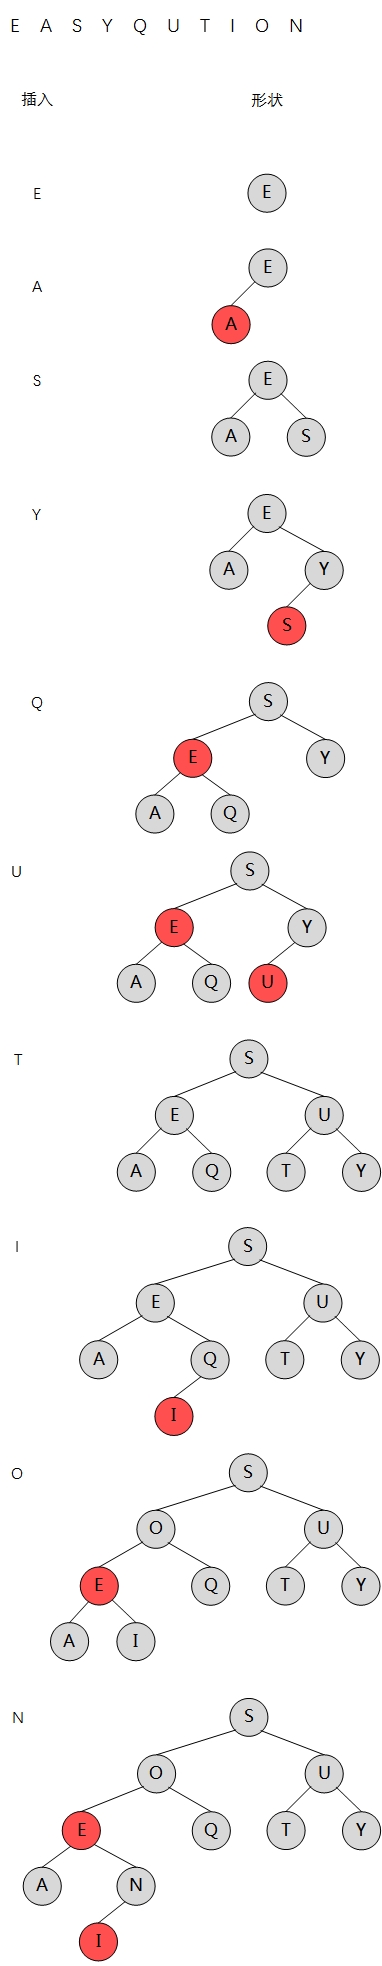 E A S Y Q U T I O N
插入 形状
E E
E
A
A
E
S
A S
E
Y
A Y
S
Q S
E Y
A Q
U S
E Y
A Q U
T S
E U
A Q T Y
I S
E U
A Q T Y
I
O S
O U
E Q T Y
A I
N S
O U
E Q T Y
A N
I